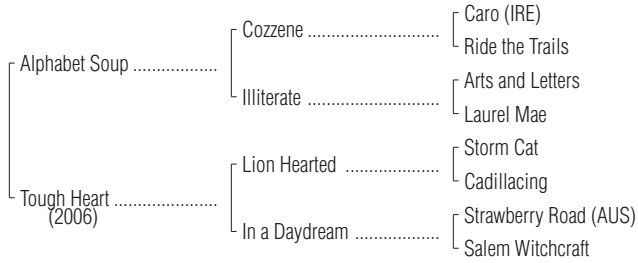 Caro (IRE)
Cozzene ..............................
Ride the Trails
Alphabet Soup ...................
Arts and Letters
Illiterate ..............................
Laurel Mae
Storm Cat
Lion Hearted .....................
Cadillacing
Tough Heart .......................
(2006)
Strawberry Road (AUS)
In a Daydream ...................
Salem Witchcraft